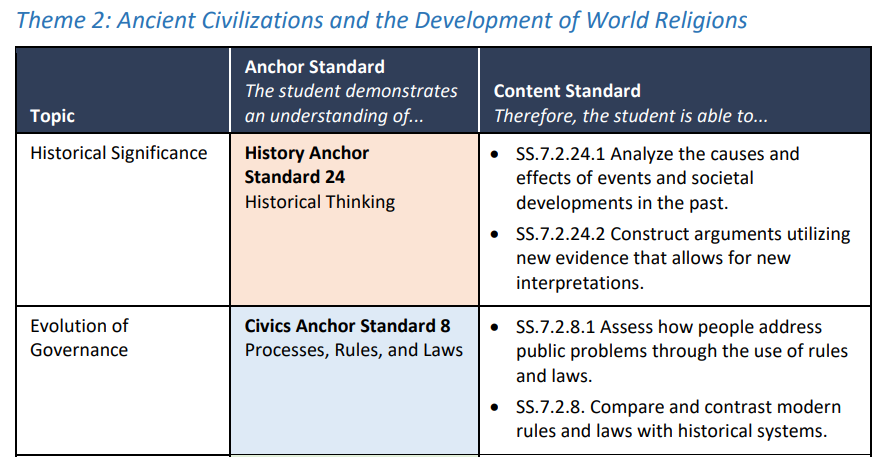 Theme 2: Ancient Civilizations and the Development of World Religions
Topic
Anchor Standard
The student demonstrates
an understanding of...
Content Standard
Therefore, the student is able to...
Historical Significance
History Anchor
Standard 24
Historical Thinking
• SS.7.2.24.1 Analyze the causes and
effects of events and societal
developments in the past.
• SS.7.2.24.2 Construct arguments utilizing
new evidence that allows for new
interpretations.
Evolution of
Governance
Civics Anchor Standard 8
Processes, Rules, and Laws
• SS.7.2.8.1 Assess how people address
public problems through the use of rules
and laws.
• SS.7.2.8. Compare and contrast modern
rules and laws with historical systems.